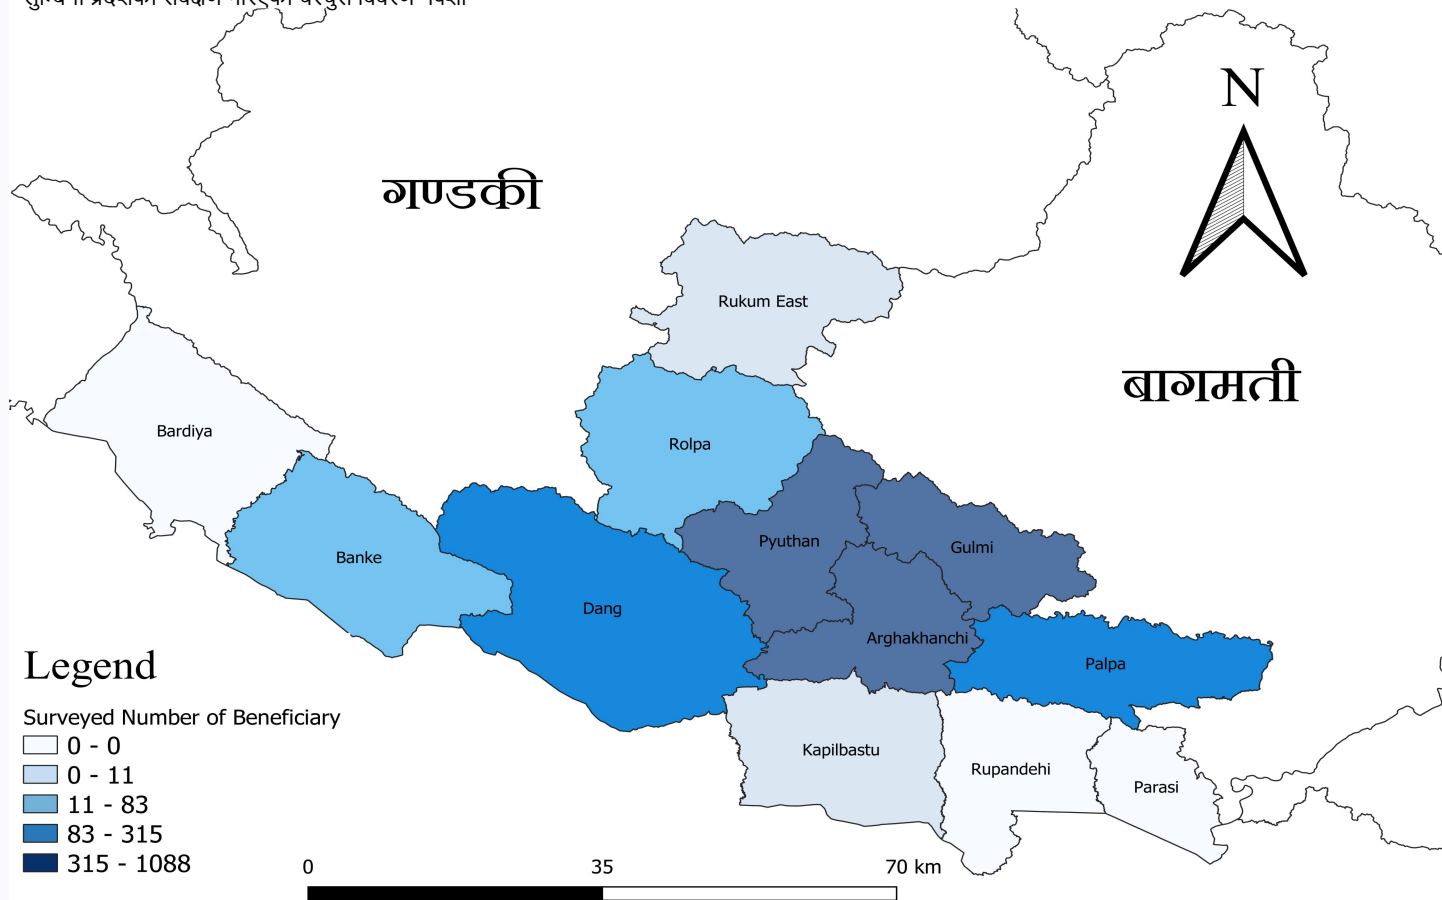 N
गण्डकी
Rukum East
बागमती
Bardiya
Rolpa
Pyuthan
Gulmi
Banke
Dang
Arghakhanchi
Palpa
Kapilbastu
Rupandehi
Parasi
Legend
Surveyed Number of Beneficiary
0 - 0
0 - 11
11 - 83
83 - 315
315 - 1088
0 35 70 km